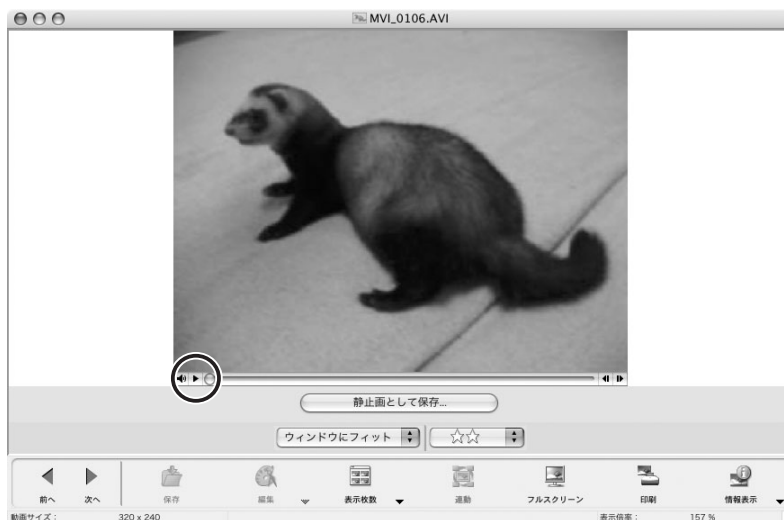 MVI_0106.AVI
静止画として保存...
ウィンドウにフィット ☆☆
前へ 次へ 保存 編集 表示枚数 連動 フルスクリーン 印刷 情報表示
動画サイズ： 320 x 240 表示倍率： 157 %